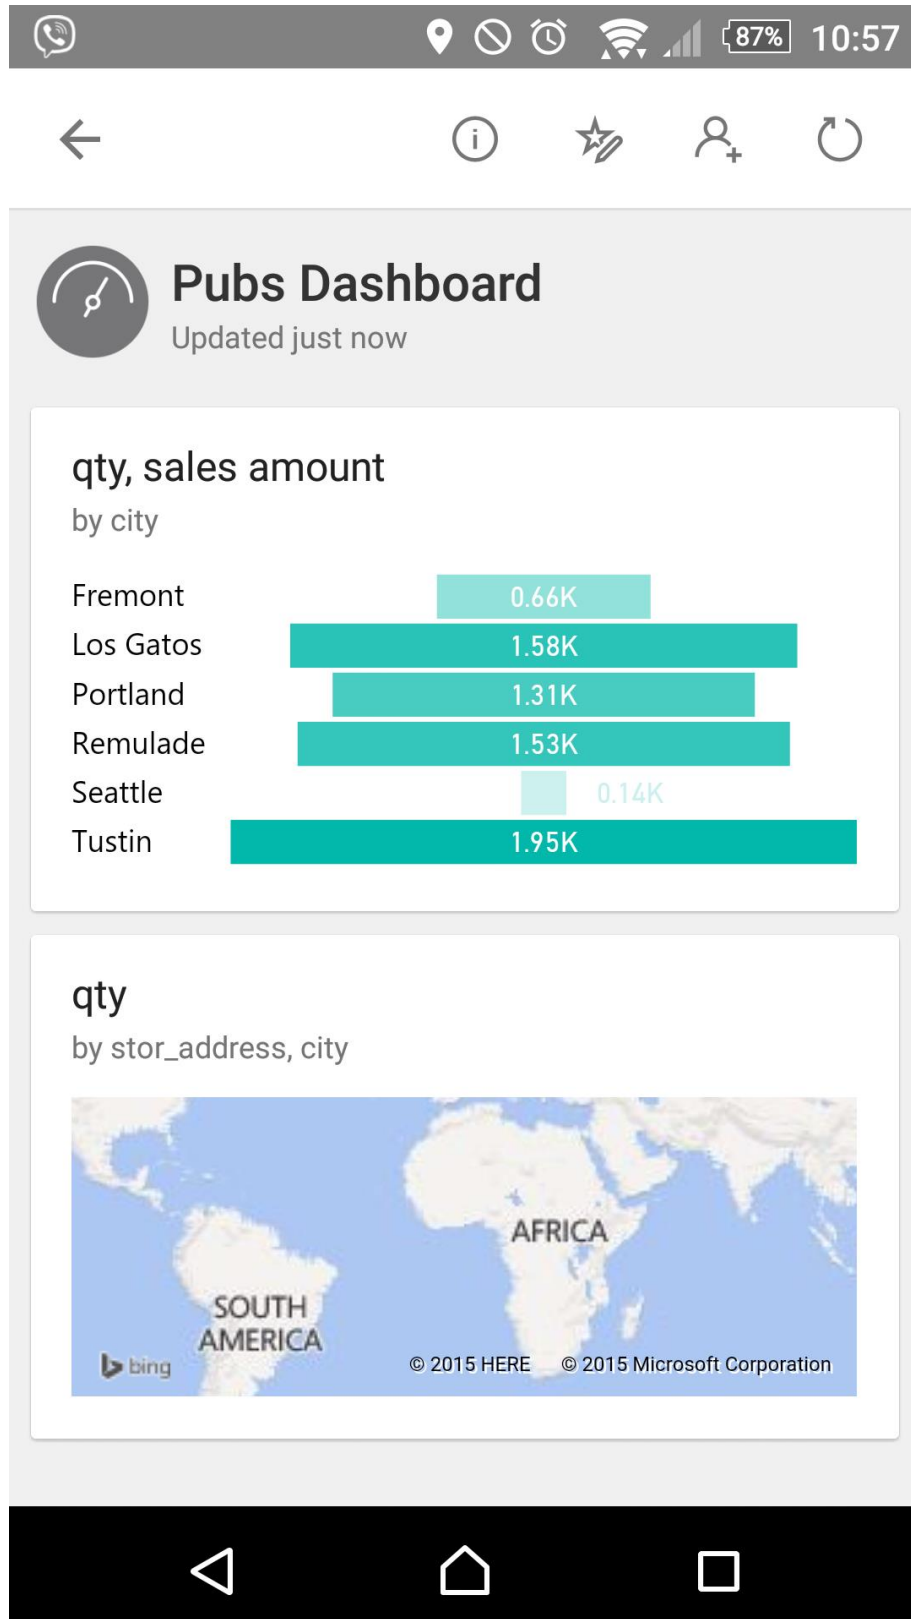 87% 10:57
Pubs Dashboard
Updated just now
qty, sales amount
by city
Fremont 0.66K
Los Gatos 1.58K
Portland 1.31K
Remulade 1.53K
Seattle 0.14K
Tustin 1.95K
qty
by stor_address, city
AFRICA
SOUTH
AMERICA
bing © 2015 HERE © 2015 Microsoft Corporation